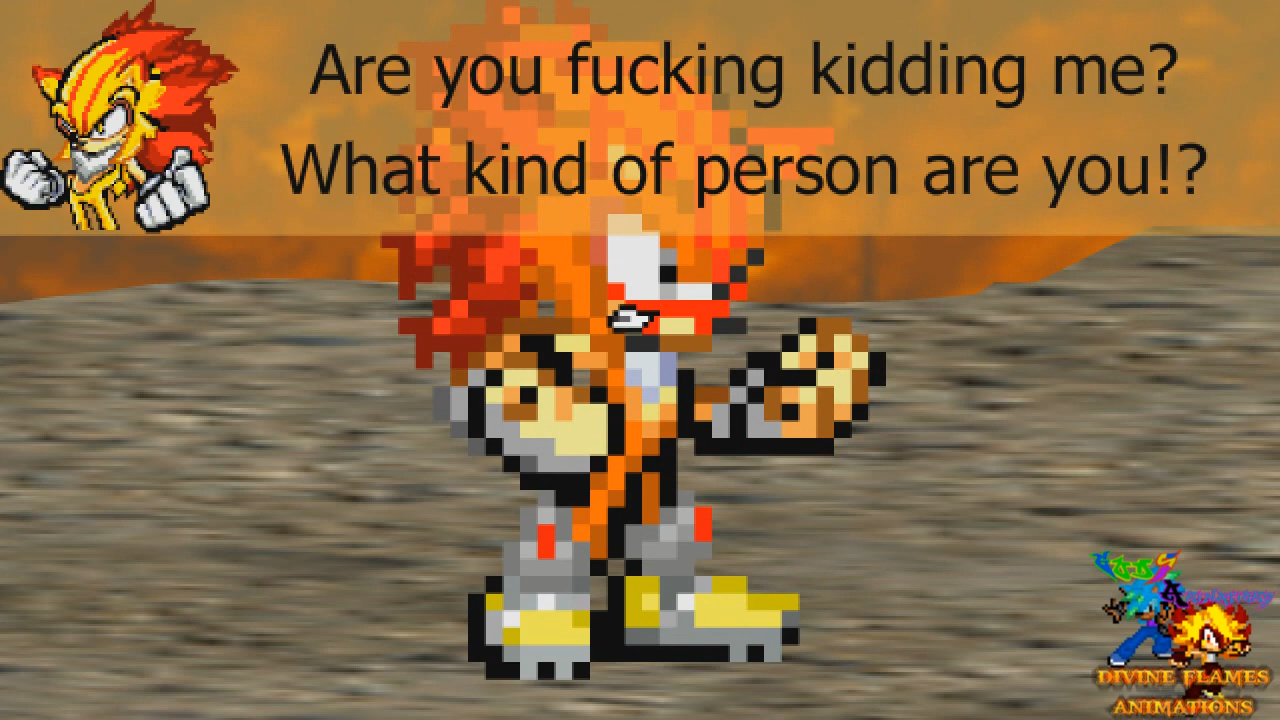 Are you fucking kidding me?
What kind of person are you!?
DIVINE FLAMES
ANIMATIONS